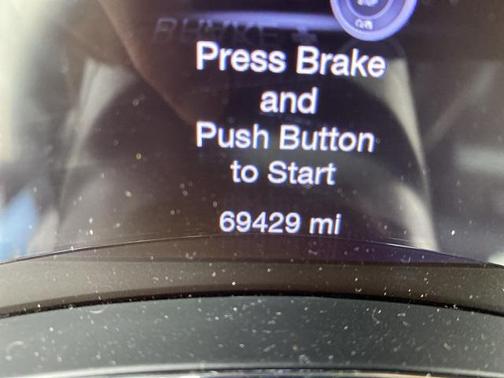 Press Brake
and
Push Button
to Start
69429 mi